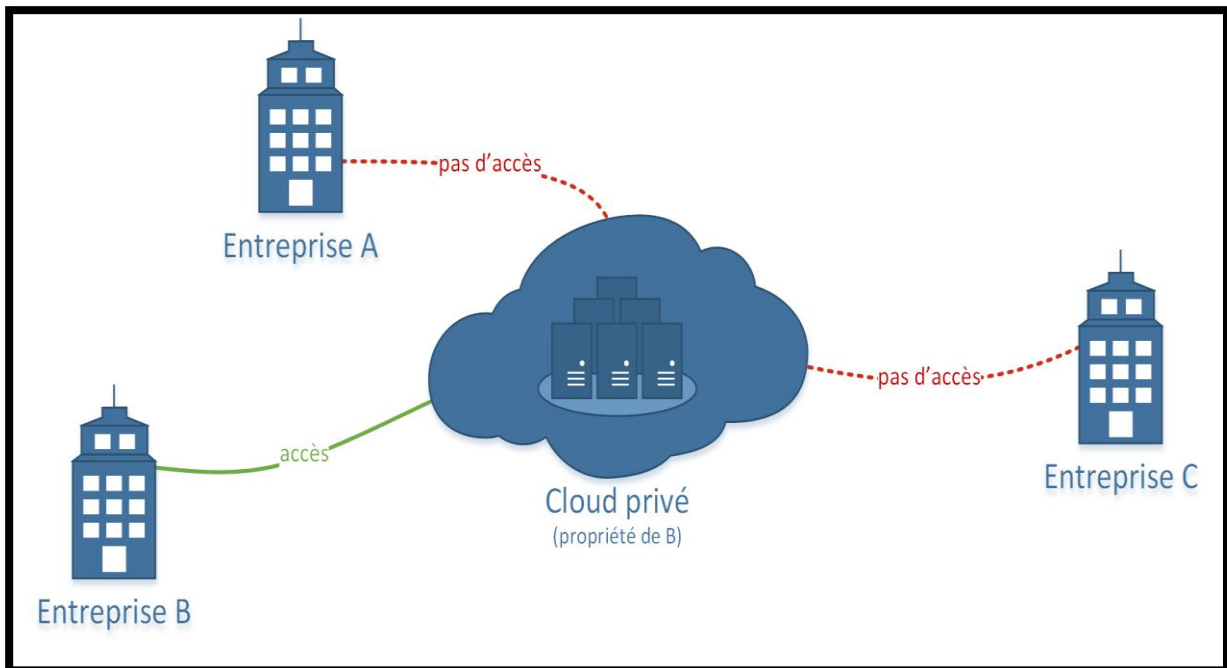 pas d’accès
Entreprise A
pas d’accès
accès
Entreprise C
Cloud privé
(propriété de B)
Entreprise B